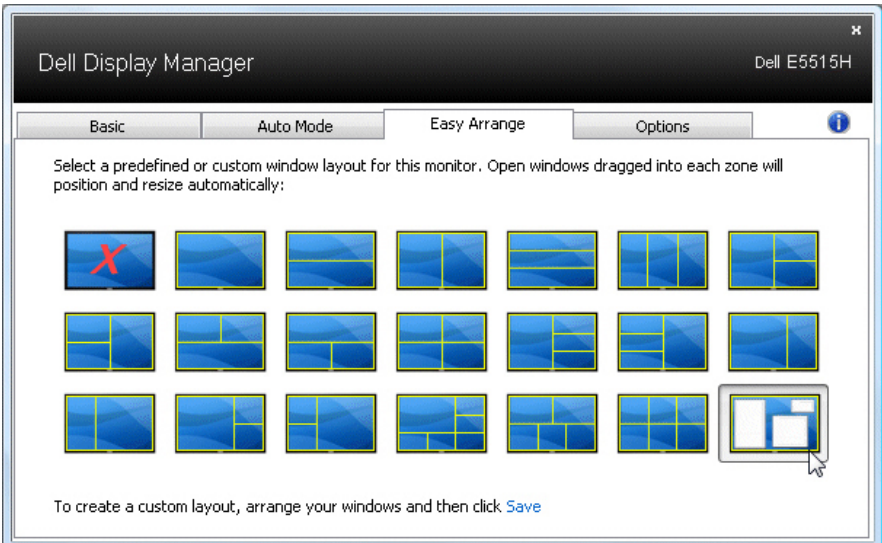 Dell Display Manager
Dell E5515H
Basic
Auto Mode
Easy Arrange
Options
Select a predefined or custom window layout for this monitor. Open windows dragged into each zone will
position and resize automatically:
X
To create a custom layout, arrange your windows and then click Save